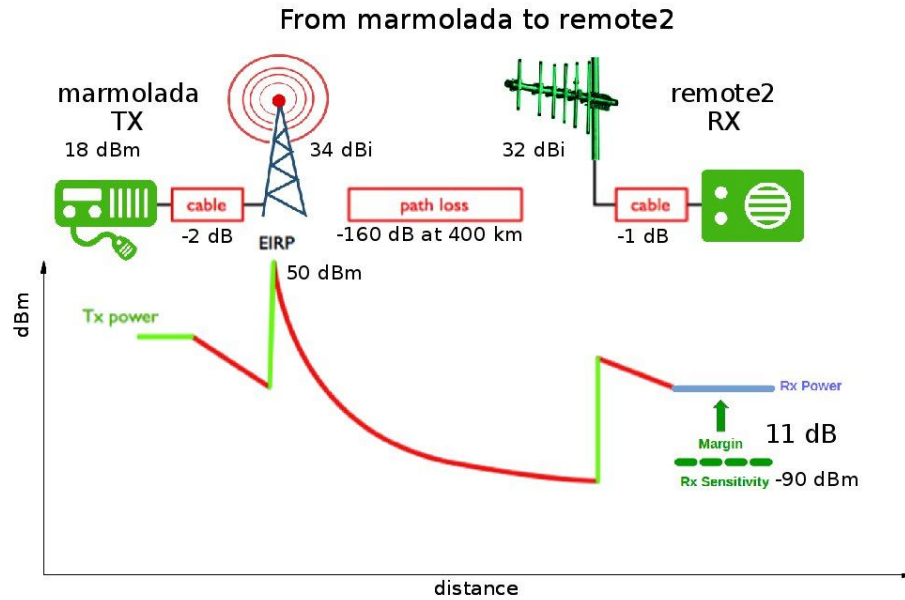 From marmolada to remote2
marmolada
TX
remote2
RX
18 dBm
34 dBi
32 dBi
cable
path loss
cable
-2 dB
-160 dB at 400 km
-1 dB
EIRP
50 dBm
dBm
Tx power
Rx Power
11 dB
Margin
Rx Sensitivity
-90 dBm
distance